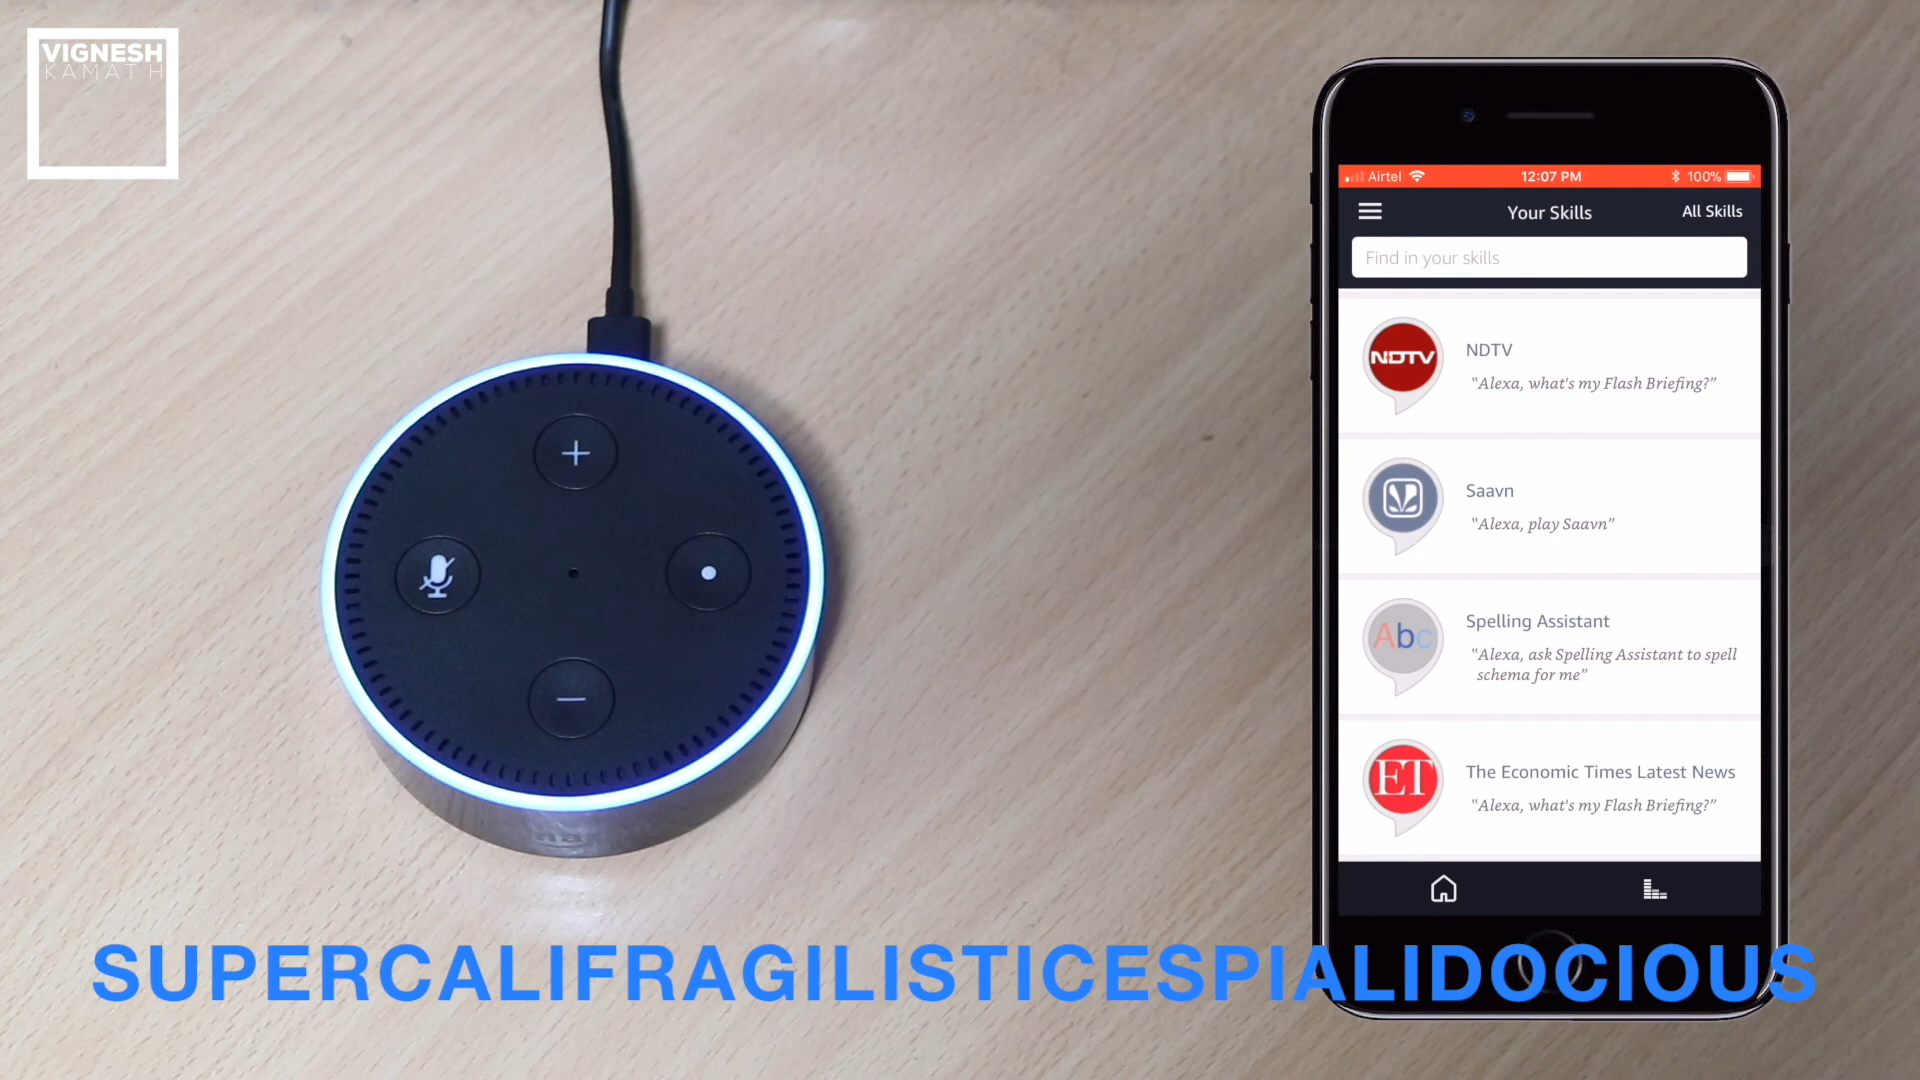 VIGNESH
KAMATH
Airtel 12:07 PM 100%
Your Skills All Skills
Find in your skills
NDTV
NDTV
"Alexa, what's my Flash Briefing?"
Saavn
"Alexa, play Saavn"
Abc
Spelling Assistant
"Alexa, ask Spelling Assistant to spell
schema for me"
ET
The Economic Times Latest News
"Alexa, what's my Flash Briefing?"
SUPERCALIFRAGILISTICESPIALIDOCIOUS